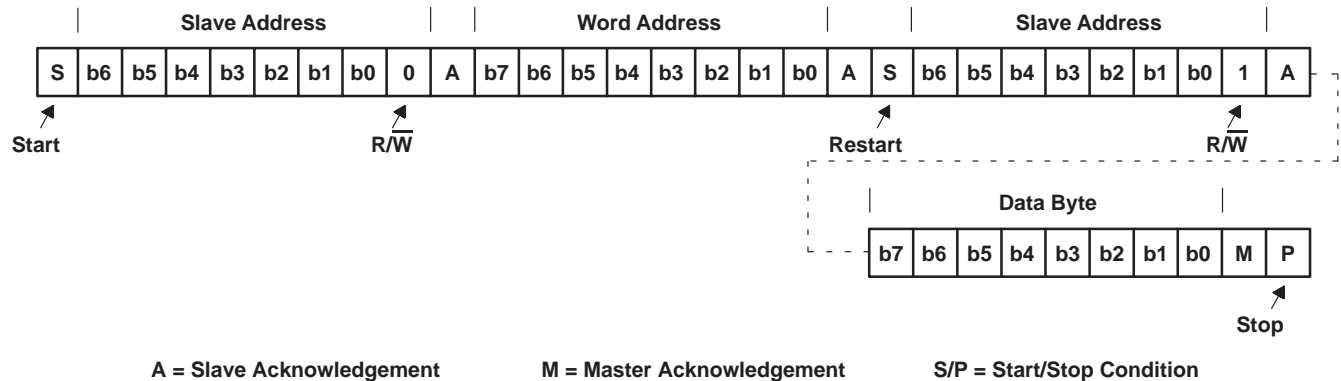 Slave Address Word Address Slave Address
S b6 b5 b4 b3 b2 b1 b0 0 A b7 b6 b5 b4 b3 b2 b1 b0 A S b6 b5 b4 b3 b2 b1 b0 1 A
Start R/W̅ Restart R/W̅
Data Byte
b7 b6 b5 b4 b3 b2 b1 b0 M P
Stop
A = Slave Acknowledgement M = Master Acknowledgement S/P = Start/Stop Condition